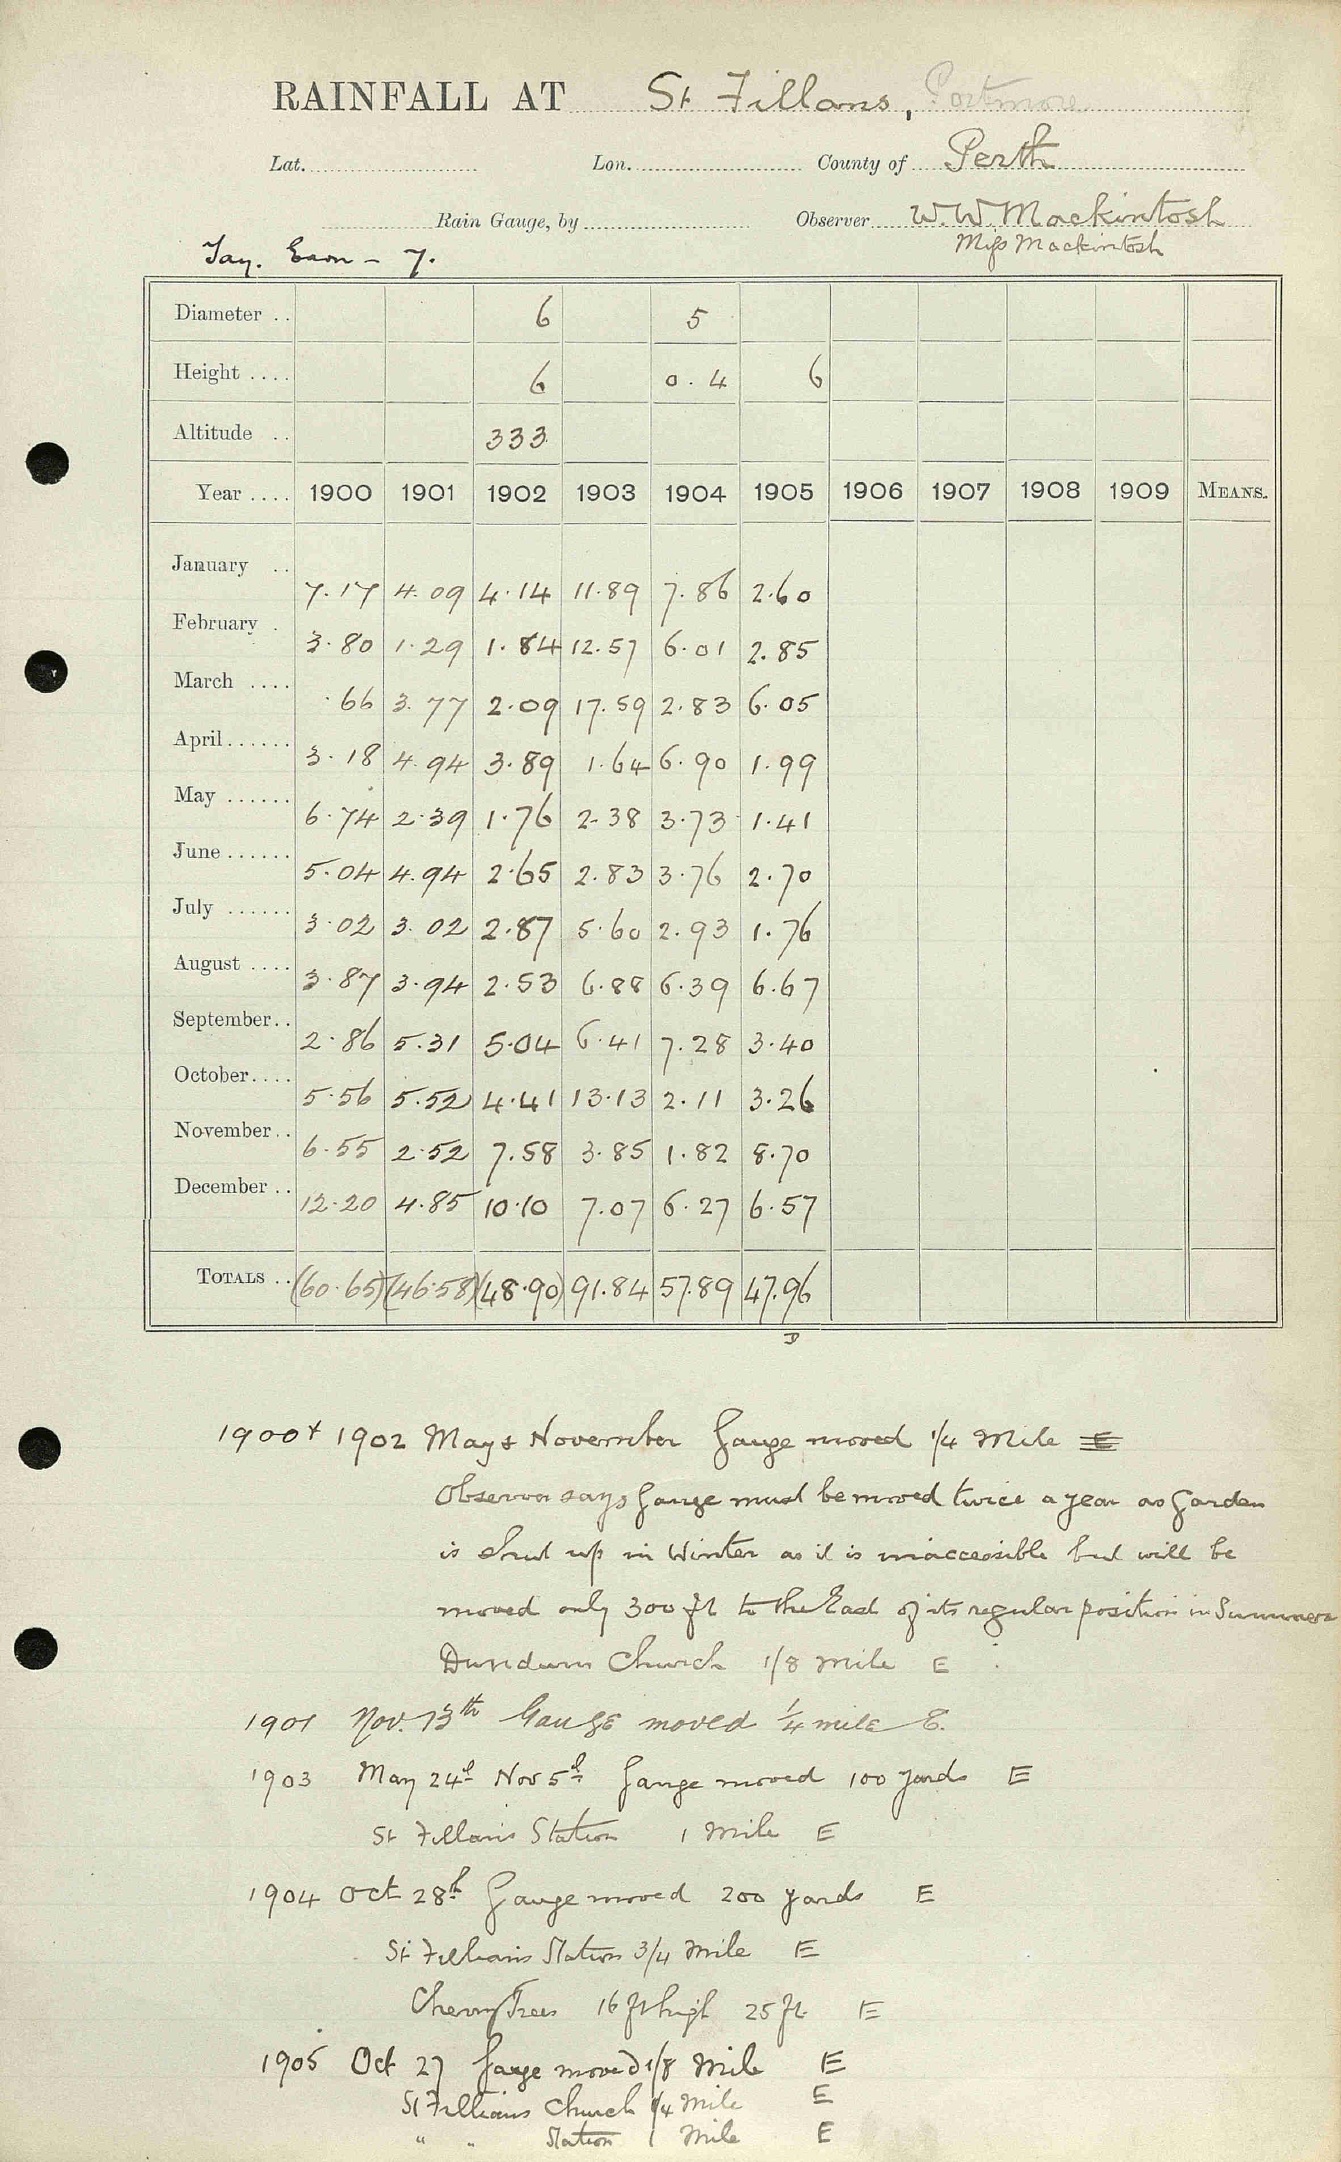 RAINFALL AT St Fillans, Portmore
Lat. Lon. County of Perth
Rain Gauge, by Observer W. W. Mackintosh
Miss Mackintosh
Tay. Earn - 7.
Diameter .. 6 5
Height .... 6 0.4 6
Altitude .. 333
Year .... 1900 1901 1902 1903 1904 1905 1906 1907 1908 1909 MEANS.
January .. 7.17 4.09 4.14 11.89 7.86 2.60
February . 3.80 1.29 1.84 12.57 6.01 2.85
March .... .66 3.77 2.09 17.59 2.83 6.05
April...... 3.18 4.94 3.89 1.64 6.90 1.99
May ...... 6.74 2.39 1.76 2.38 3.73 1.41
June ...... 5.04 4.94 2.65 2.83 3.76 2.70
July ...... 3.02 3.02 2.87 5.60 2.93 1.76
August .... 3.87 3.94 2.53 6.88 6.39 6.67
September.. 2.86 5.31 5.04 6.41 7.28 3.40
October.... 5.56 5.52 4.41 13.13 2.11 3.26
November.. 6.55 2.52 7.58 3.85 1.82 8.70
December .. 12.20 4.85 10.10 7.07 6.27 6.57
TOTALS .. (60.65) (46.58) (48.90) 91.84 57.89 47.96
D
1900 + 1902 May & November Gauge moved 1/4 Mile E
Observer says Gauge must be moved twice a year as Garden
is shut up in Winter as it is inaccessible but will be
moved only 300 ft to the East of its regular position in Summer
Dundurn Church 1/8 mile E
1901 Nov. 13th Gauge moved 1/4 mile E.
1903 May 24th Nov 5th Gauge moved 100 yards E
St Fillans Station 1 Mile E
1904 Oct 28th Gauge moved 200 yards E
St Fillians Station 3/4 Mile E
Cherry Trees 16 ft high 25 ft. E
1905 Oct 27 Gauge moved 1/8 Mile E
St Fillians Church 1/4 Mile E
" " Station 1 Mile E